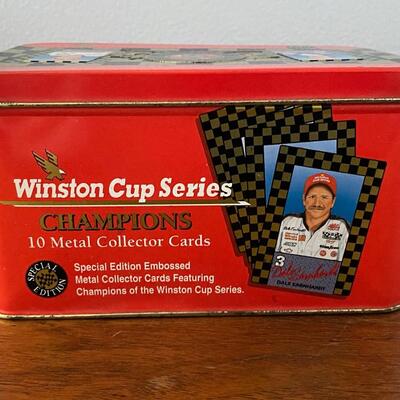 Winston Cup Series
CHAMPIONS
10 Metal Collector Cards
SPECIAL EDITION
Special Edition Embossed
Metal Collector Cards Featuring
Champions of the Winston Cup Series.
3
Dale Earnhardt
DALE EARNHARDT